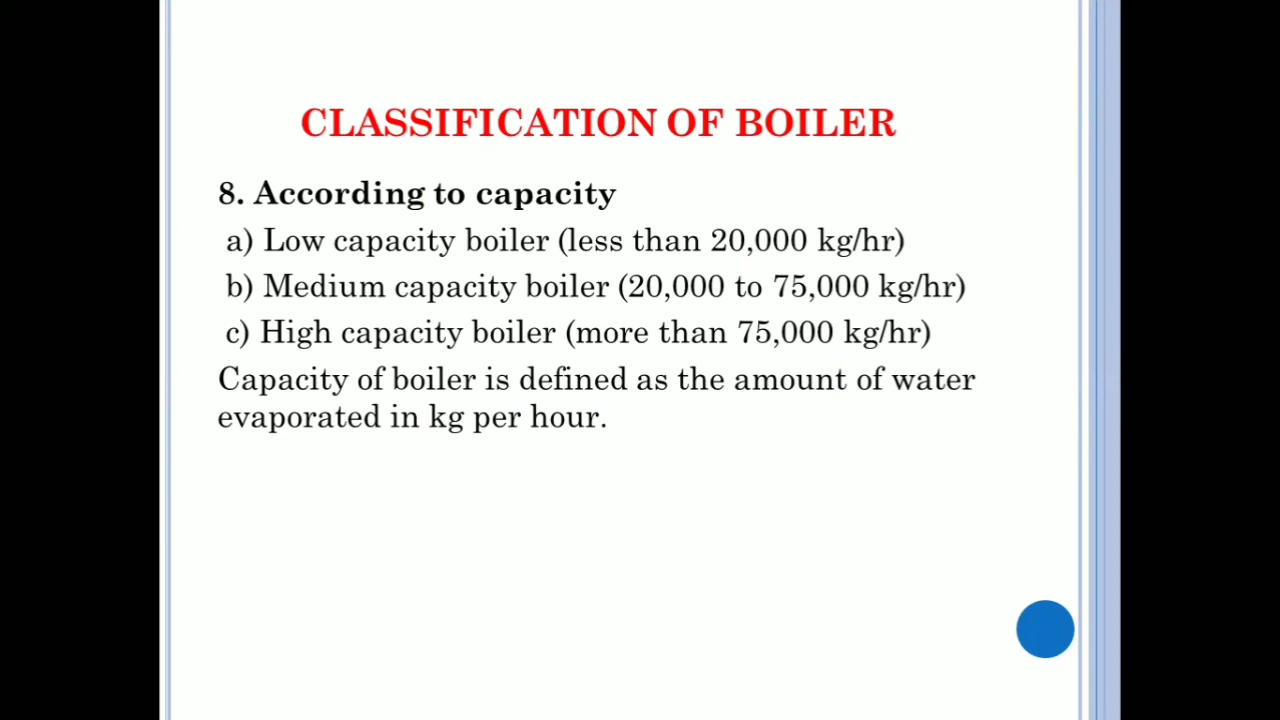 CLASSIFICATION OF BOILER
8. According to capacity
a) Low capacity boiler (less than 20,000 kg/hr)
b) Medium capacity boiler (20,000 to 75,000 kg/hr)
c) High capacity boiler (more than 75,000 kg/hr)
Capacity of boiler is defined as the amount of water
evaporated in kg per hour.